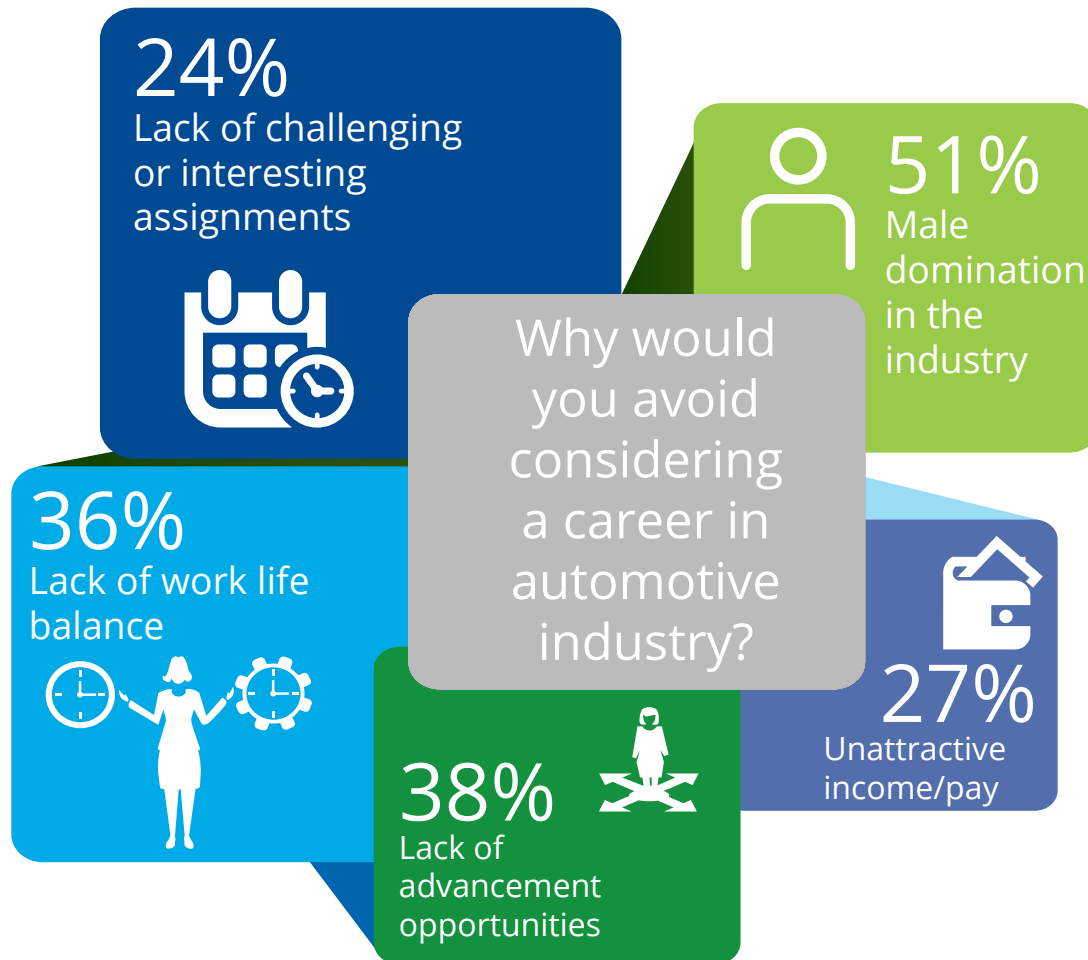 24%
Lack of challenging
or interesting
assignments
51%
Male
domination
in the
industry
Why would
you avoid
considering
a career in
automotive
industry?
36%
Lack of work life
balance
27%
Unattractive
income/pay
38%
Lack of
advancement
opportunities